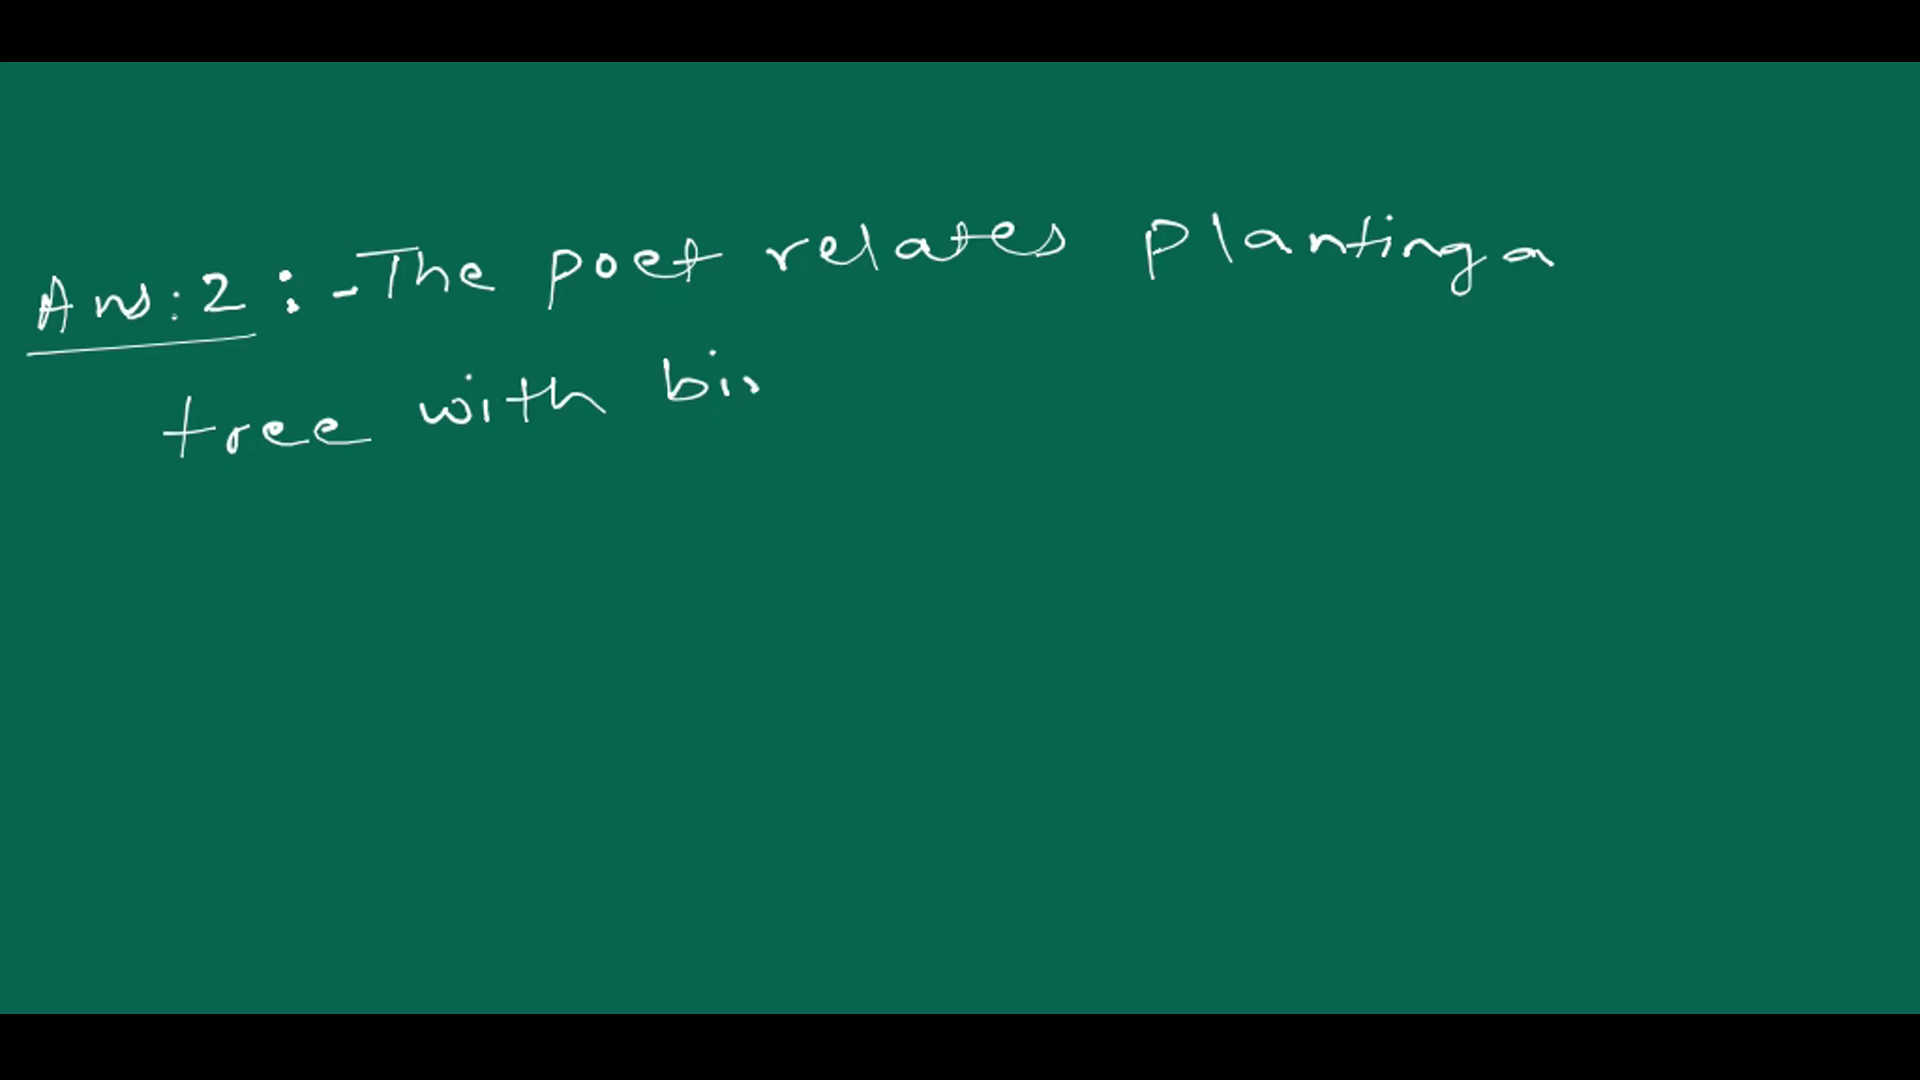 Ans:2:-The poet relates planting a
tree with